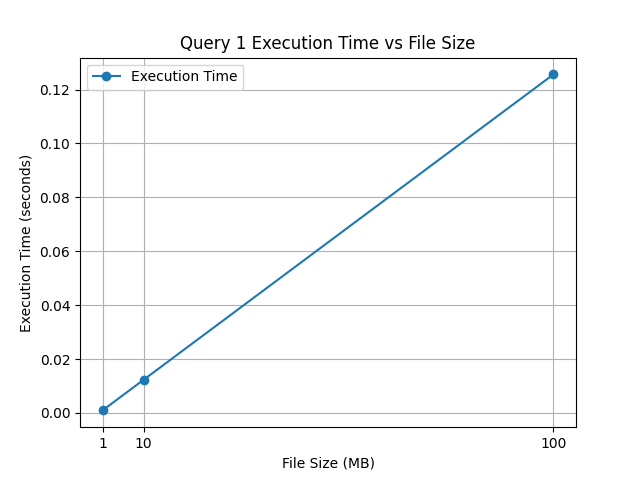 Query 1 Execution Time vs File Size
Execution Time
0.12
0.10
0.08
0.06
0.04
0.02
0.00
Execution Time (seconds)
1 10 100
File Size (MB)